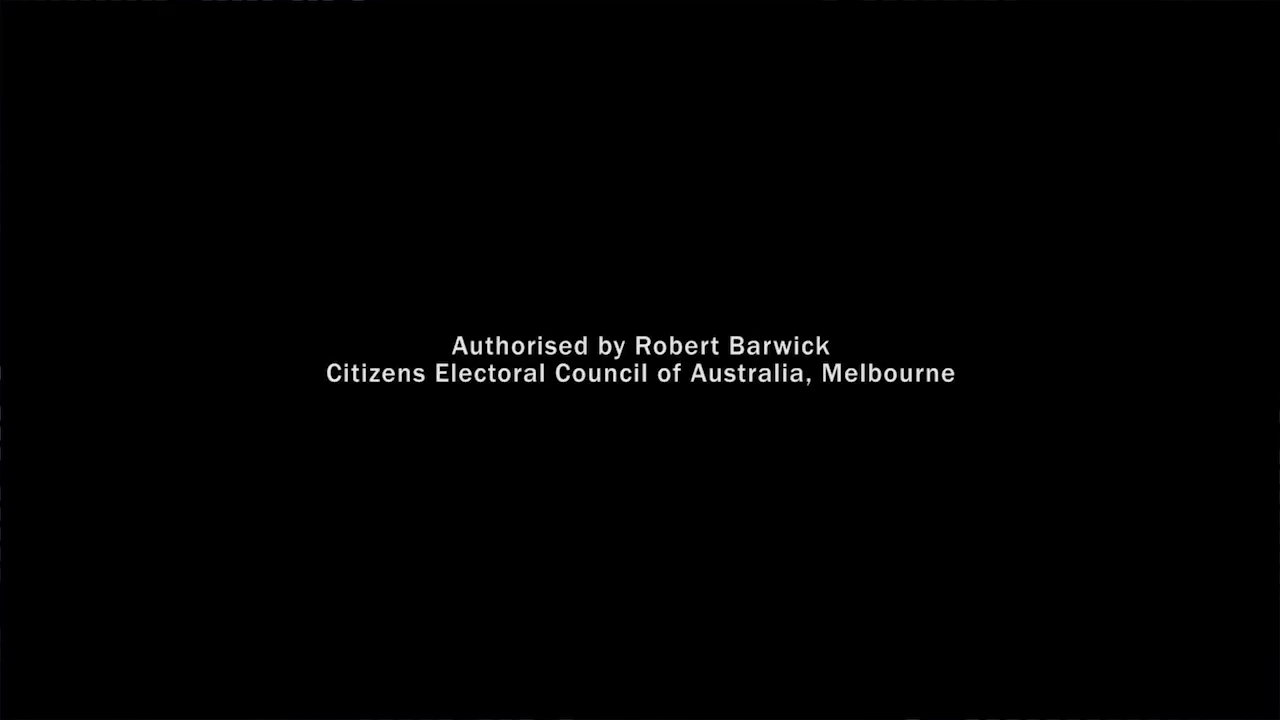 Authorised by Robert Barwick
Citizens Electoral Council of Australia, Melbourne